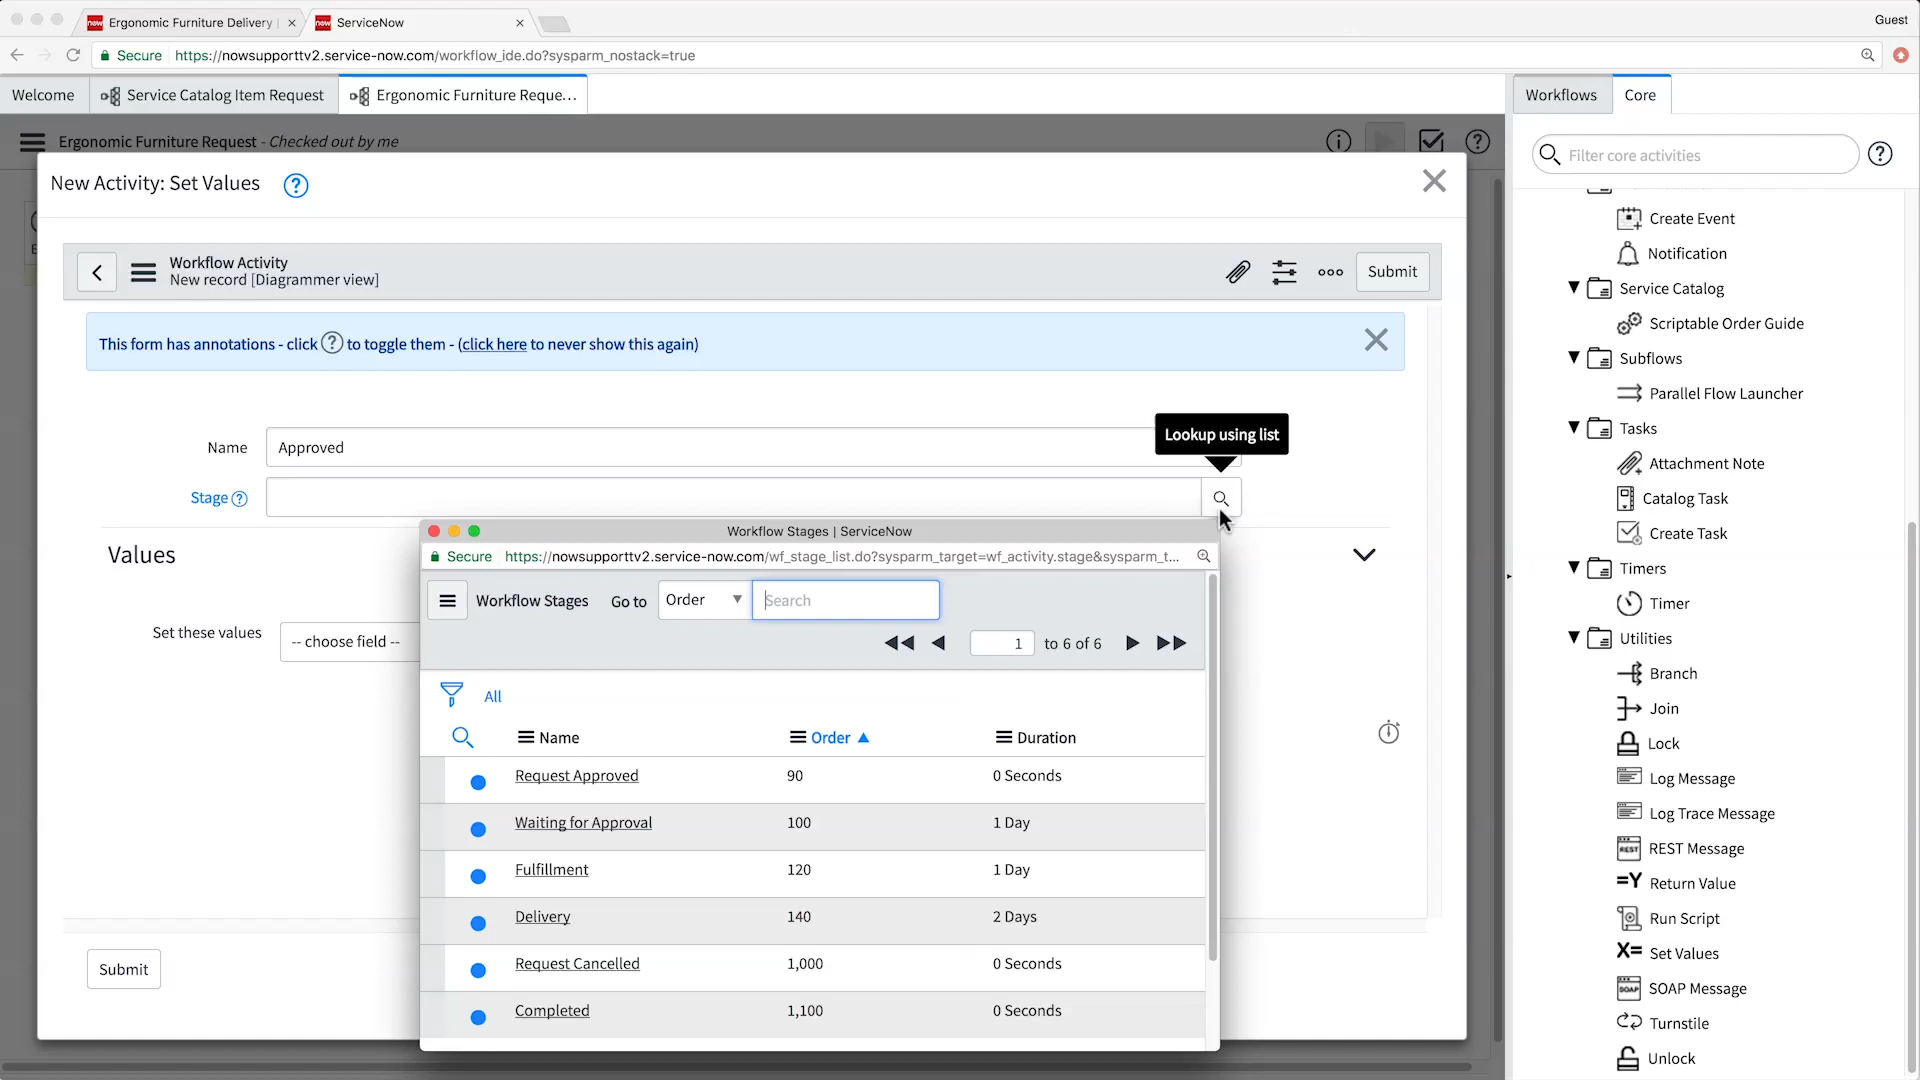 Ergonomic Furniture Delivery
ServiceNow
Guest
Secure https://nowsupporttv2.service-now.com/workflow_ide.do?sysparm_nostack=true
Welcome
Service Catalog Item Request
Ergonomic Furniture Reque...
Workflows
Core
Ergonomic Furniture Request - Checked out by me
Filter core activities
New Activity: Set Values
Workflow Activity
New record [Diagrammer view]
Submit
This form has annotations - click ? to toggle them - (click here to never show this again)
Name
Approved
Lookup using list
Stage
Values
Set these values
-- choose field --
Submit
Workflow Stages | ServiceNow
Secure https://nowsupporttv2.service-now.com/wf_stage_list.do?sysparm_target=wf_activity.stage&sysparm_t...
Workflow Stages
Go to
Order
Search
1 to 6 of 6
All
Name Order Duration
Request Approved 90 0 Seconds
Waiting for Approval 100 1 Day
Fulfillment 120 1 Day
Delivery 140 2 Days
Request Cancelled 1,000 0 Seconds
Completed 1,100 0 Seconds
Create Event
Notification
Service Catalog
Scriptable Order Guide
Subflows
Parallel Flow Launcher
Tasks
Attachment Note
Catalog Task
Create Task
Timers
Timer
Utilities
Branch
Join
Lock
Log Message
Log Trace Message
REST Message
Return Value
Run Script
Set Values
SOAP Message
Turnstile
Unlock